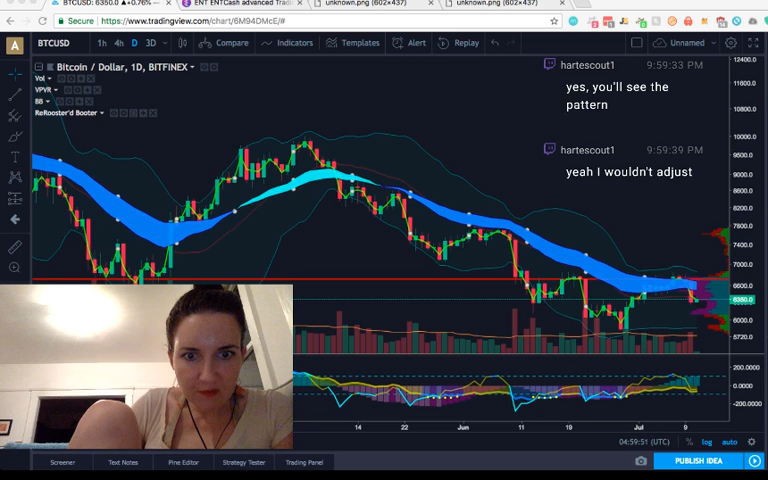 BTCUSD: 6350.0 ▲+0.76%
ENT ENTCash advanced Tradi
unknown.png (602×437)
unknown.png (602×437)
Secure https://www.tradingview.com/chart/6M94DMcE/#
A BTCUSD 1h 4h D 3D Compare Indicators Templates Alert Replay Unnamed
Bitcoin / Dollar, 1D, BITFINEX
Vol
VPVR
BB
ReRooster'd Booter
hartescout1 9:59:33 PM
yes, you'll see the
pattern
hartescout1 9:59:39 PM
yeah I wouldn't adjust
12400.0
11600.0
10800.0
10000.0
9500.0
9000.0
8600.0
8200.0
7800.0
7400.0
7000.0
6600.0
6350.0
6000.0
5720.0
200.0000
0.0000
-200.0000
14 22 Jun 11 19 Jul 9
04:59:51 (UTC) % log auto
Screener Text Notes Pine Editor Strategy Tester Trading Panel PUBLISH IDEA